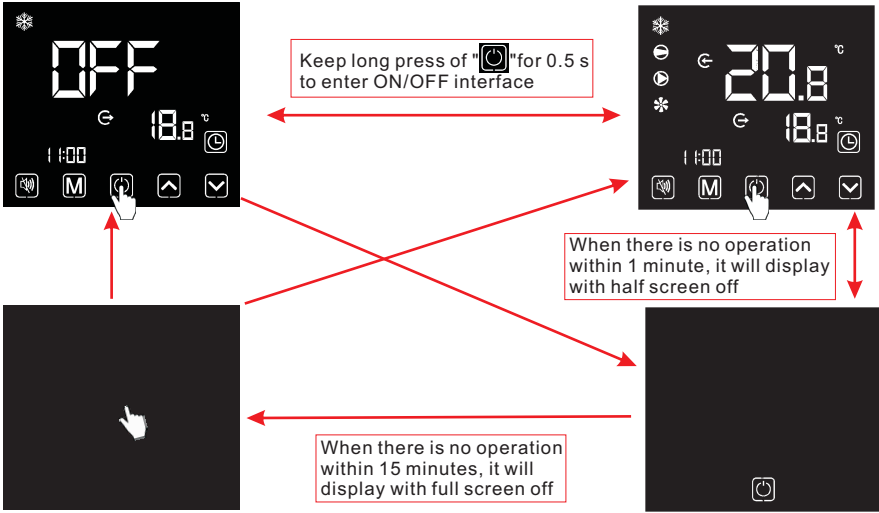 OFF
℃
18.8
11:00
M
Keep long press of " "for 0.5 s
to enter ON/OFF interface
20.8
℃
18.8
℃
11:00
M
When there is no operation
within 1 minute, it will display
with half screen off
When there is no operation
within 15 minutes, it will
display with full screen off